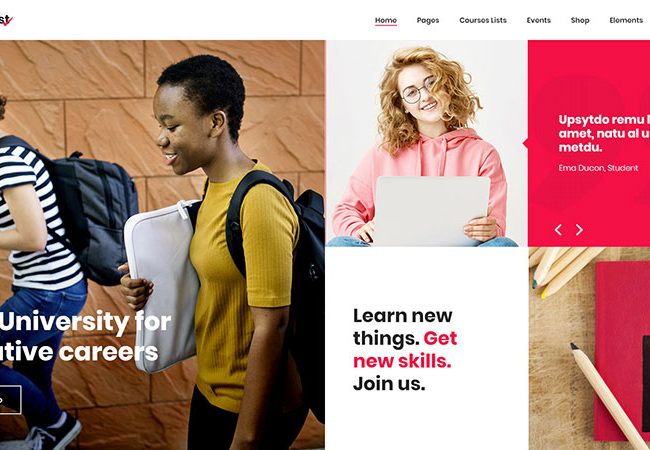 Home Pages Courses Lists Events Shop Elements
University for
careers
Learn new
things. Get
new skills.
Join us.
Upsytdo remu
amet, natu al
metdu.
Ema Ducon, Student